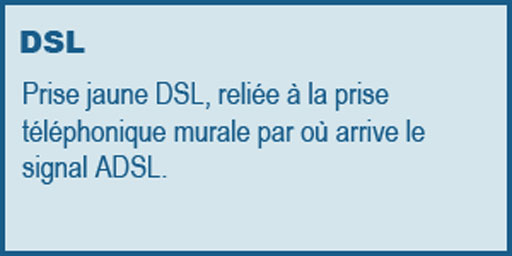 DSL
Prise jaune DSL, reliée à la prise
téléphonique murale par où arrive le
signal ADSL.